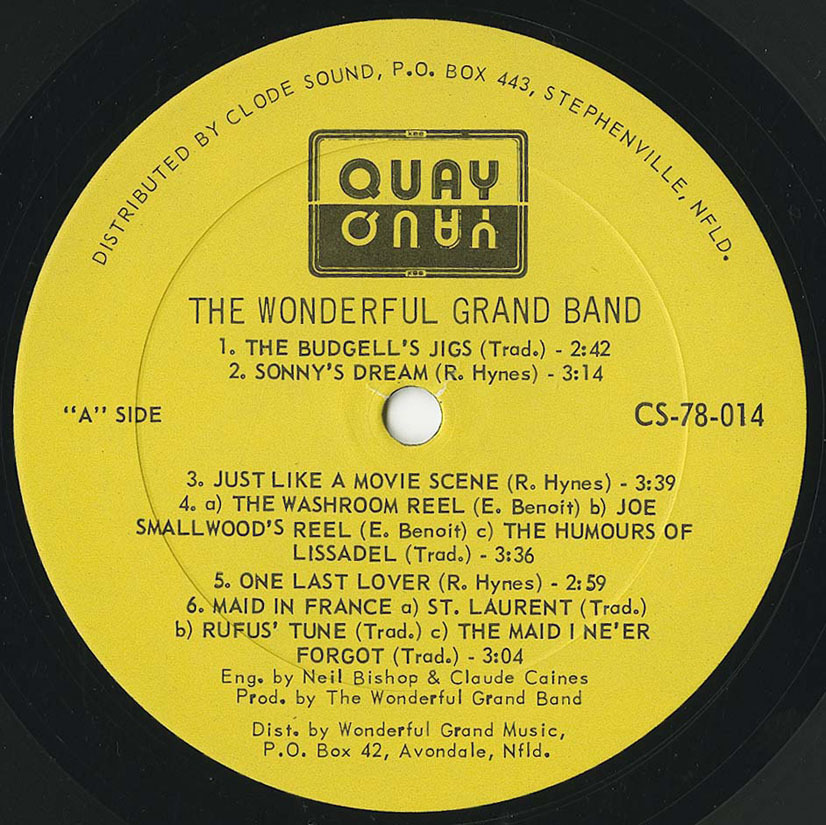 DISTRIBUTED BY CLODE SOUND, P.O. BOX 443, STEPHENVILLE, NFLD.
QUAY
QUAY
THE WONDERFUL GRAND BAND
1. THE BUDGELL'S JIGS (Trad.) - 2:42
2. SONNY'S DREAM (R. Hynes) - 3:14
"A" SIDE
CS-78-014
3. JUST LIKE A MOVIE SCENE (R. Hynes) - 3:39
4. a) THE WASHROOM REEL (E. Benoit) b) JOE
SMALLWOOD'S REEL (E. Benoit) c) THE HUMOURS OF
LISSADEL (Trad.) - 3:36
5. ONE LAST LOVER (R. Hynes) - 2:59
6. MAID IN FRANCE a) ST. LAURENT (Trad.)
b) RUFUS' TUNE (Trad.) c) THE MAID I NE'ER
FORGOT (Trad.) - 3:04
Eng. by Neil Bishop & Claude Caines
Prod. by The Wonderful Grand Band
Dist. by Wonderful Grand Music,
P.O. Box 42, Avondale, Nfld.